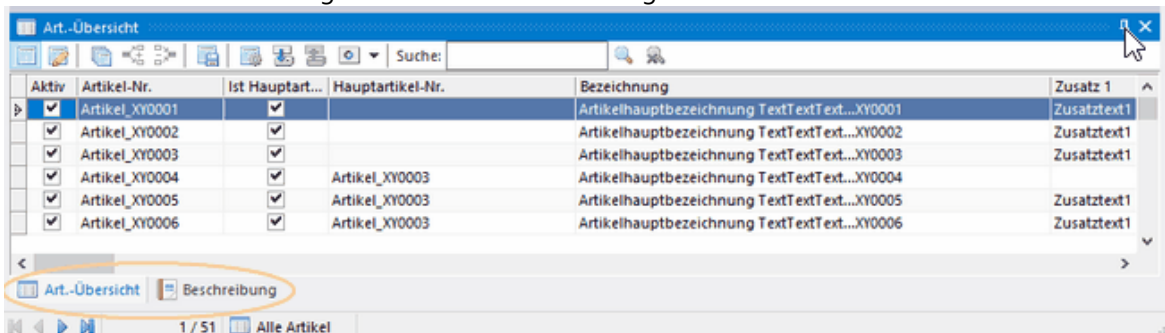 Art.-Übersicht
Suche:
Aktiv Artikel-Nr. Ist Hauptart... Hauptartikel-Nr. Bezeichnung Zusatz 1
Artikel_XY0001 Artikelhauptbezeichnung TextTextText...XY0001 Zusatztext1
Artikel_XY0002 Artikelhauptbezeichnung TextTextText...XY0002 Zusatztext1
Artikel_XY0003 Artikelhauptbezeichnung TextTextText...XY0003 Zusatztext1
Artikel_XY0004 Artikel_XY0003 Artikelhauptbezeichnung TextTextText...XY0004
Artikel_XY0005 Artikel_XY0003 Artikelhauptbezeichnung TextTextText...XY0005 Zusatztext1
Artikel_XY0006 Artikel_XY0003 Artikelhauptbezeichnung TextTextText...XY0006 Zusatztext1
Art.-Übersicht Beschreibung
1 / 51 Alle Artikel